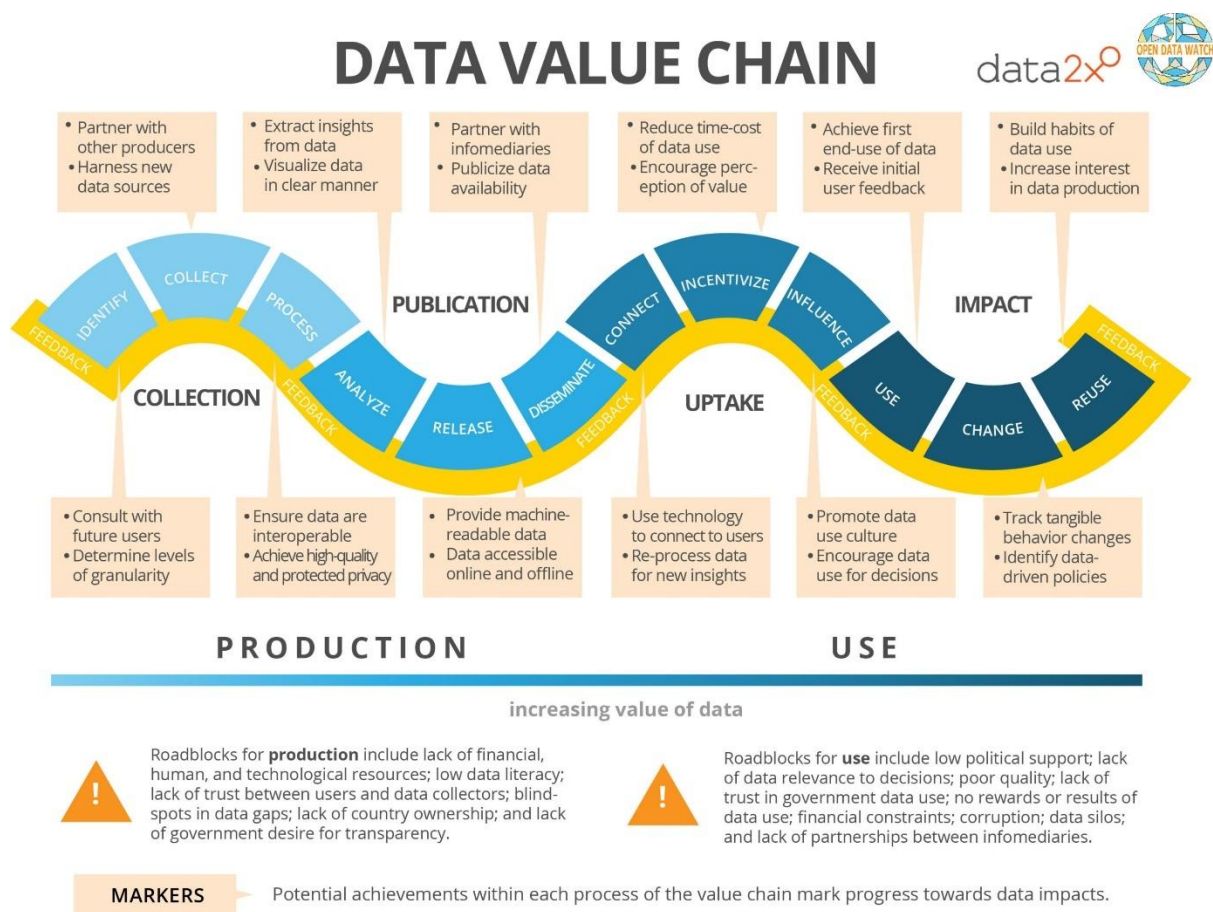 DATA VALUE CHAIN
data2x
OPEN DATA WATCH
• Partner with
other producers
• Harness new
data sources
• Extract insights
from data
• Visualize data
in clear manner
• Partner with
infomediaries
• Publicize data
availability
• Reduce time-cost
of data use
• Encourage perc-
eption of value
• Achieve first
end-use of data
• Receive initial
user feedback
• Build habits of
data use
• Increase interest
in data production
FEEDBACK
IDENTIFY
COLLECT
PROCESS
COLLECTION
FEEDBACK
ANALYZE
RELEASE
DISSEMINATE
PUBLICATION
FEEDBACK
CONNECT
INCENTIVIZE
INFLUENCE
UPTAKE
FEEDBACK
USE
CHANGE
REUSE
IMPACT
FEEDBACK
• Consult with
future users
• Determine levels
of granularity
• Ensure data are
interoperable
• Achieve high-quality
and protected privacy
• Provide machine-
readable data
• Data accessible
online and offline
• Use technology
to connect to users
• Re-process data
for new insights
• Promote data
use culture
• Encourage data
use for decisions
• Track tangible
behavior changes
• Identify data-
driven policies
PRODUCTION
USE
increasing value of data
!
Roadblocks for production include lack of financial,
human, and technological resources; low data literacy;
lack of trust between users and data collectors; blind-
spots in data gaps; lack of country ownership; and lack
of government desire for transparency.
!
Roadblocks for use include low political support; lack
of data relevance to decisions; poor quality; lack of
trust in government data use; no rewards or results of
data use; financial constraints; corruption; data silos;
and lack of partnerships between infomediaries.
MARKERS
Potential achievements within each process of the value chain mark progress towards data impacts.